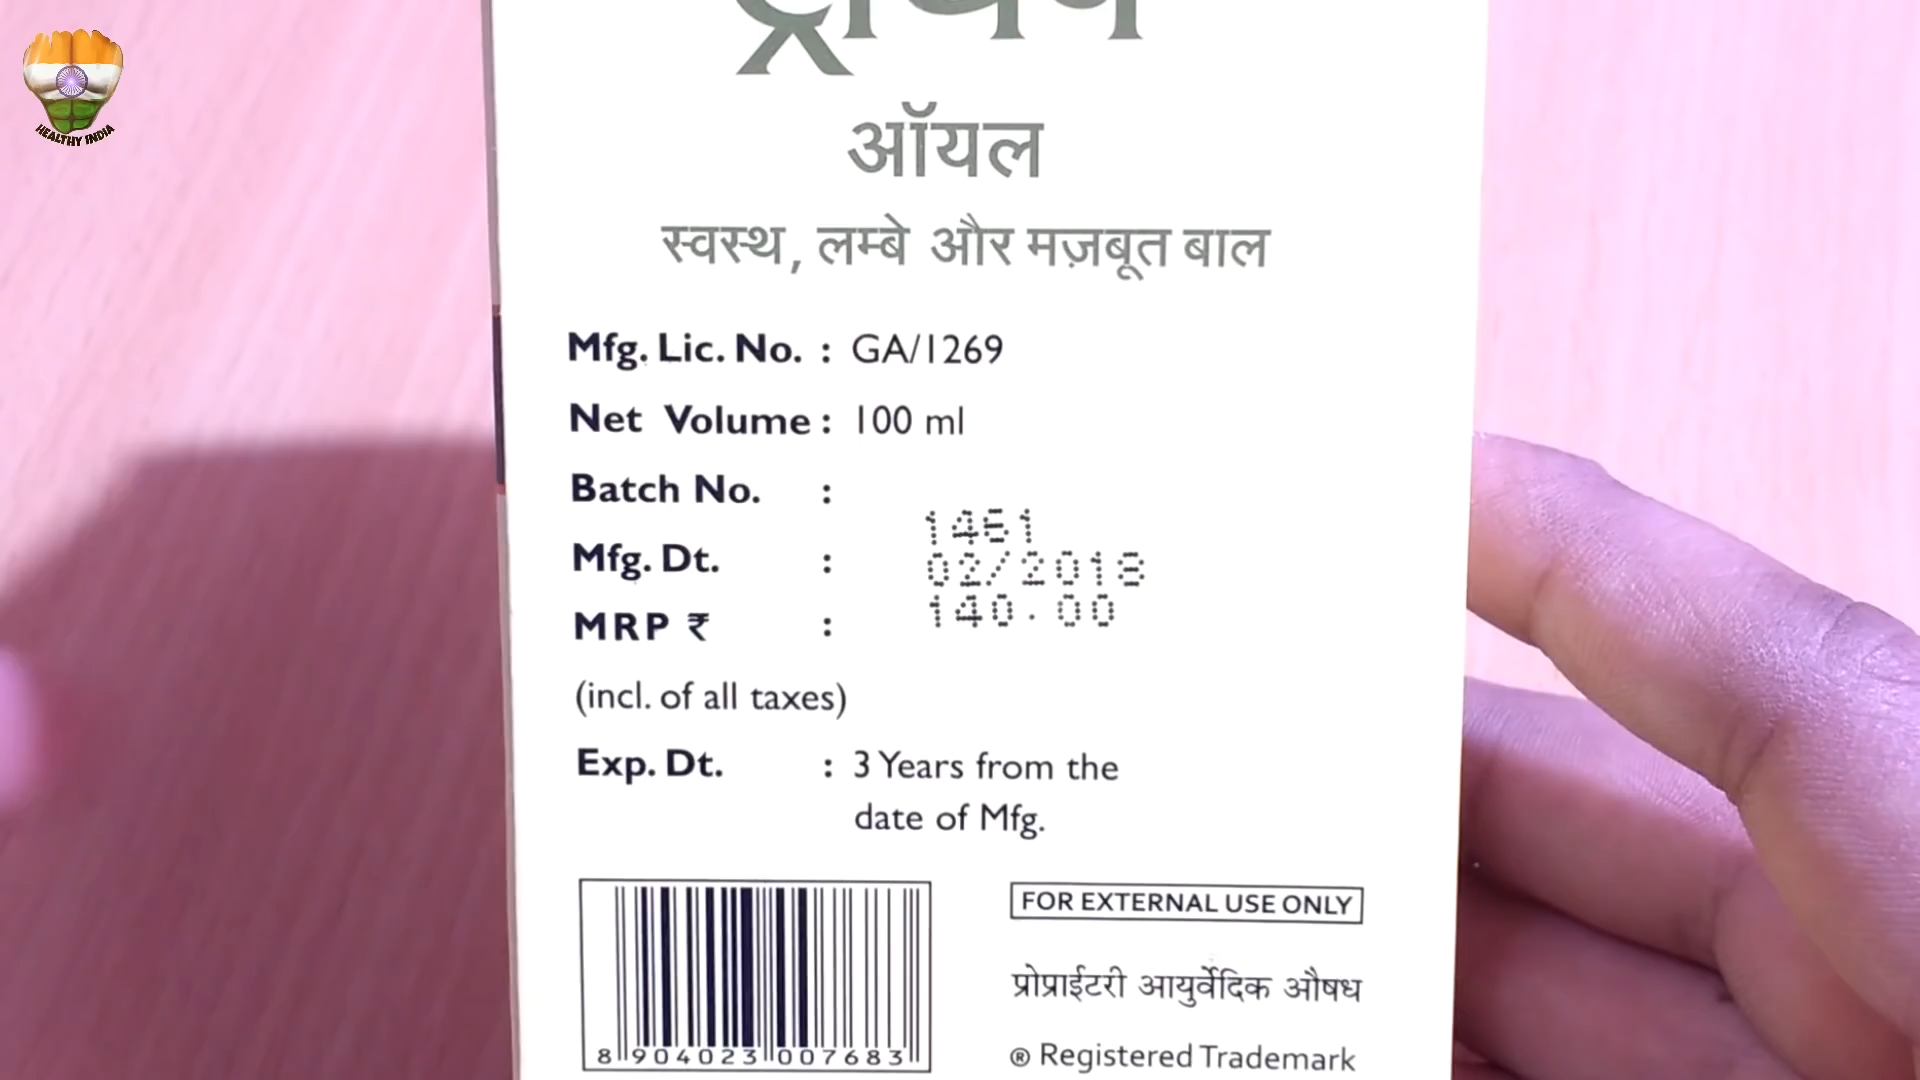 HEALTHY INDIA
ऑयल
स्वस्थ, लम्बे और मज़बूत बाल
Mfg. Lic. No. : GA/1269
Net Volume : 100 ml
Batch No. : 1461
Mfg. Dt. : 02/2018
MRP ₹ : 140.00
(incl. of all taxes)
Exp. Dt. : 3 Years from the
date of Mfg.
8 904023 007683
FOR EXTERNAL USE ONLY
प्रोप्राईटरी आयुर्वेदिक औषध
® Registered Trademark